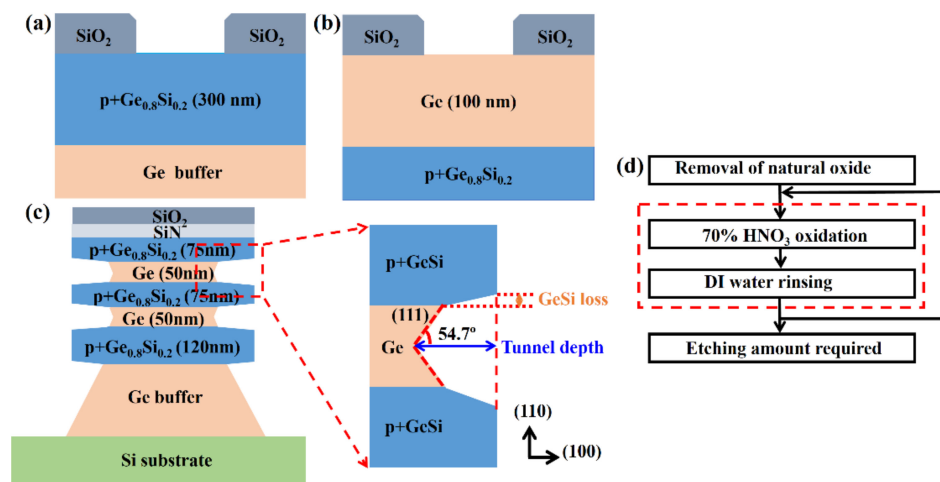 (a)
SiO₂
SiO₂
p+Ge₀.₈Si₀.₂ (300 nm)
Ge buffer
(b)
SiO₂
SiO₂
Ge (100 nm)
p+Ge₀.₈Si₀.₂
(c)
SiO₂
SiN
p+Ge₀.₈Si₀.₂ (75nm)
Ge (50nm)
p+Ge₀.₈Si₀.₂ (75nm)
Ge (50nm)
p+Ge₀.₈Si₀.₂ (120nm)
Ge buffer
Si substrate
p+GeSi
GeSi loss
(111)
54.7º
Ge
Tunnel depth
p+GeSi
(110)
(100)
(d)
Removal of natural oxide
70% HNO₃ oxidation
DI water rinsing
Etching amount required